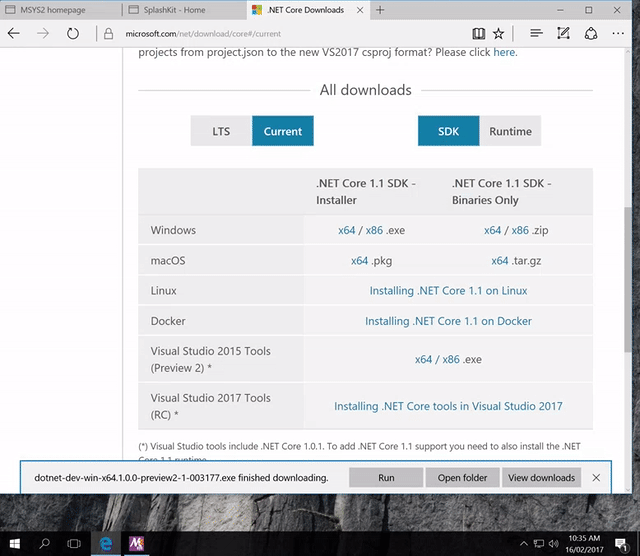 MSYS2 homepage
SplashKit - Home
.NET Core Downloads
microsoft.com/net/download/core#/current
projects from project.json to the new VS2017 csproj format? Please click here.
All downloads
LTS Current SDK Runtime
.NET Core 1.1 SDK - Installer
.NET Core 1.1 SDK - Binaries Only
Windows x64 / x86 .exe x64 / x86 .zip
macOS x64 .pkg x64 .tar.gz
Linux Installing .NET Core 1.1 on Linux
Docker Installing .NET Core 1.1 on Docker
Visual Studio 2015 Tools
(Preview 2) *
x64 / x86 .exe
Visual Studio 2017 Tools
(RC) *
Installing .NET Core tools in Visual Studio 2017
(*) Visual Studio tools include .NET Core 1.0.1. To add .NET Core 1.1 support you need to also install the .NET
Core 1.1 runtime.
dotnet-dev-win-x64.1.0.0-preview2-1-003177.exe finished downloading.
Run
Open folder
View downloads
10:35 AM
16/02/2017